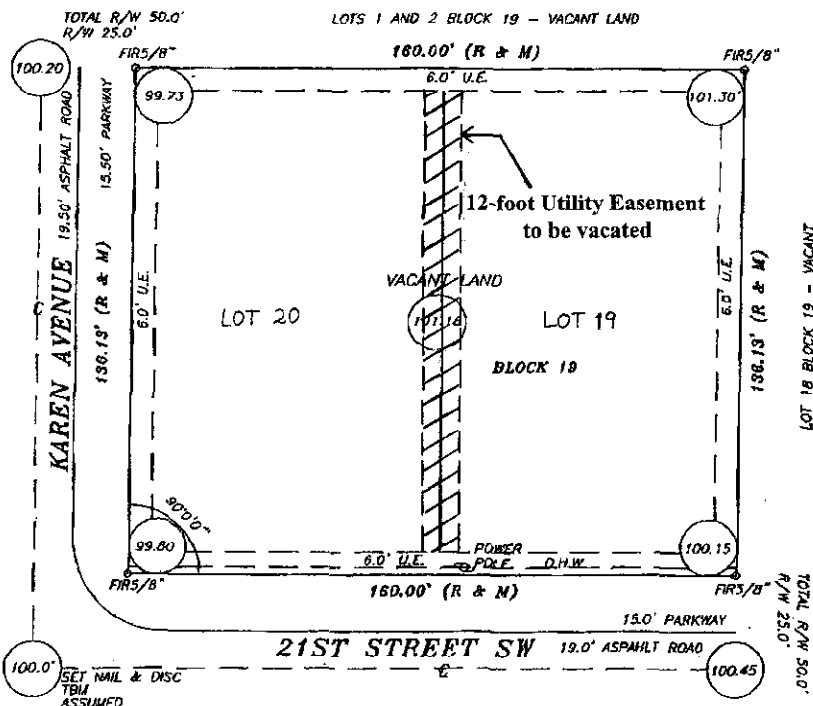 TOTAL R/W 50.0'
R/W 25.0'
LOTS 1 AND 2 BLOCK 19 – VACANT LAND
FIR5/8"
160.00' (R & M)
FIR5/8"
100.20
6.0' U.E.
99.73
101.30'
KAREN AVENUE
19.50' ASPHALT ROAD
15.50' PARKWAY
12-foot Utility Easement
to be vacated
136.13' (R & M)
6.0' U.E.
VACANT LAND
LOT 20
101.16
LOT 19
6.0' U.E.
136.13' (R & M)
LOT 18 BLOCK 19 – VACANT
BLOCK 19
C
90°0'0"
99.80
POWER
100.15
6.0' U.E.
POLE
O.H.W.
FIR5/8"
160.00' (R & M)
FIR5/8"
TOTAL R/W 50.0'
R/W 25.0'
15.0' PARKWAY
21ST STREET SW
19.0' ASPAHLT ROAD
100.0'
SET NAIL & DISC
TBM
ASSUMED
C
100.45